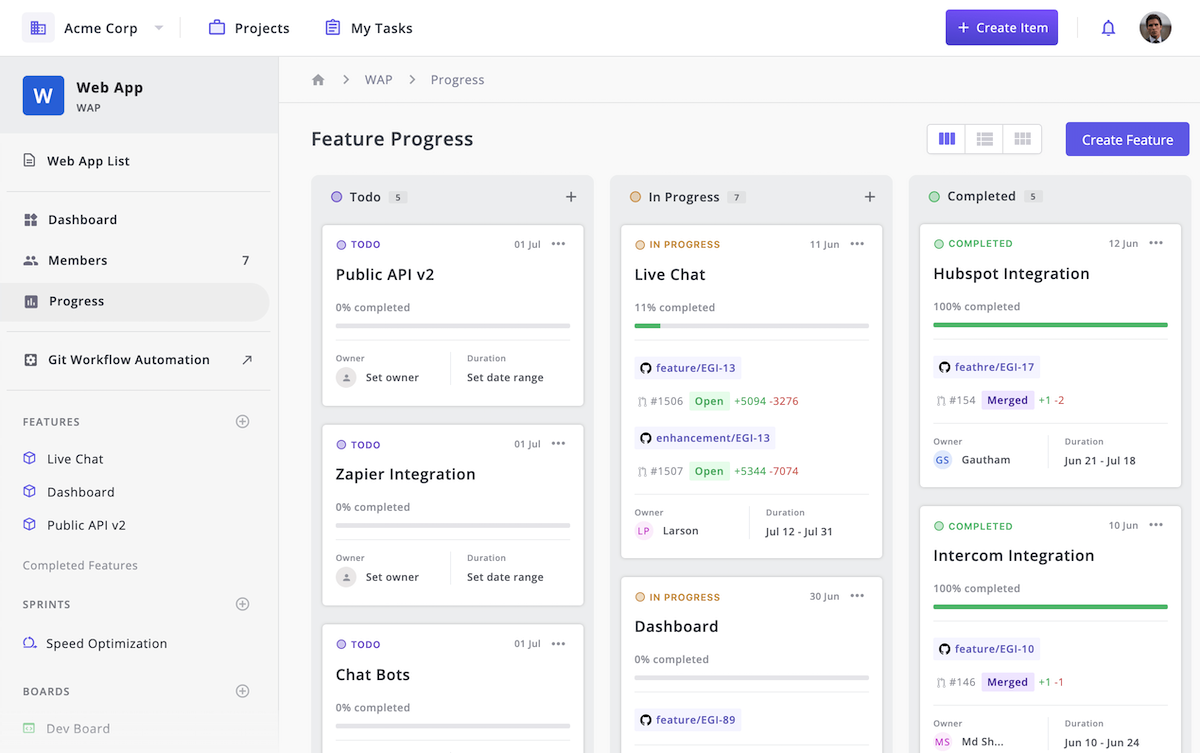 Acme Corp
Projects
My Tasks
+ Create Item
W
Web App
WAP
WAP
Progress
Web App List
Dashboard
Members 7
Progress
Git Workflow Automation
FEATURES
Live Chat
Dashboard
Public API v2
Completed Features
SPRINTS
Speed Optimization
BOARDS
Dev Board
Feature Progress
Create Feature
Todo 5
TODO 01 Jul
Public API v2
0% completed
Owner Duration
Set owner Set date range
TODO 01 Jul
Zapier Integration
0% completed
Owner Duration
Set owner Set date range
TODO 01 Jul
Chat Bots
0% completed
In Progress 7
IN PROGRESS 11 Jun
Live Chat
11% completed
feature/EGI-13
#1506 Open +5094 -3276
enhancement/EGI-13
#1507 Open +5344 -7074
Owner Duration
LP Larson Jul 12 - Jul 31
IN PROGRESS 30 Jun
Dashboard
0% completed
feature/EGI-89
Completed 5
COMPLETED 12 Jun
Hubspot Integration
100% completed
feathre/EGI-17
#154 Merged +1 -2
Owner Duration
GS Gautham Jun 21 - Jul 18
COMPLETED 10 Jun
Intercom Integration
100% completed
feature/EGI-10
#146 Merged +1 -1
Owner Duration
MS Md Sh... Jun 10 - Jun 24